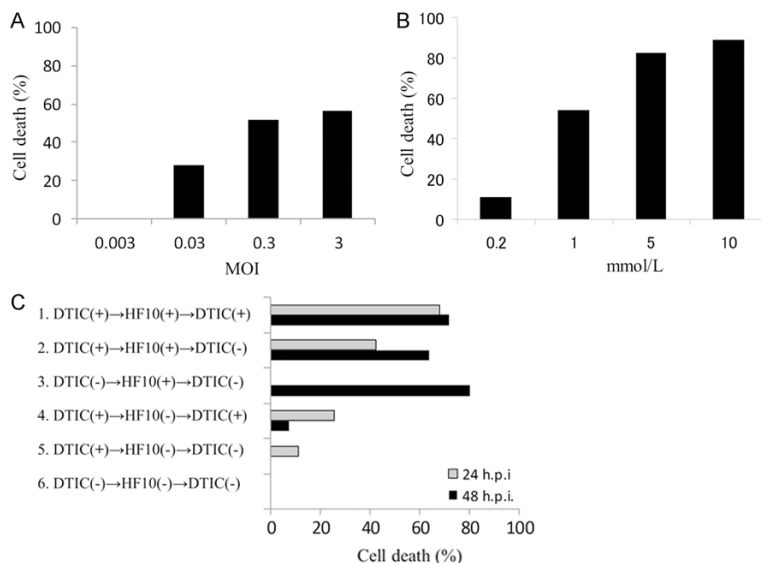 A
Cell death (%)
100
80
60
40
20
0
0.003 0.03 0.3 3
MOI
B
Cell death (%)
100
80
60
40
20
0
0.2 1 5 10
mmol/L
C
1. DTIC(+)→HF10(+)→DTIC(+)
2. DTIC(+)→HF10(+)→DTIC(-)
3. DTIC(-)→HF10(+)→DTIC(-)
4. DTIC(+)→HF10(-)→DTIC(+)
5. DTIC(+)→HF10(-)→DTIC(-)
6. DTIC(-)→HF10(-)→DTIC(-)
24 h.p.i
48 h.p.i.
0 20 40 60 80 100
Cell death (%)